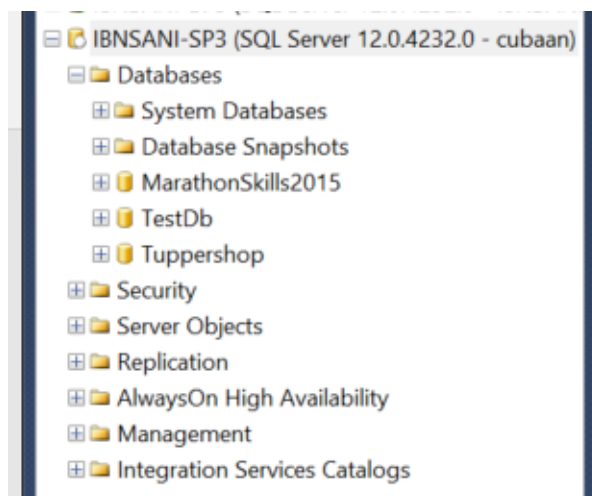 IBNSANI-SP3 (SQL Server 12.0.4232.0 - cubaan)
Databases
System Databases
Database Snapshots
MarathonSkills2015
TestDb
Tuppershop
Security
Server Objects
Replication
AlwaysOn High Availability
Management
Integration Services Catalogs